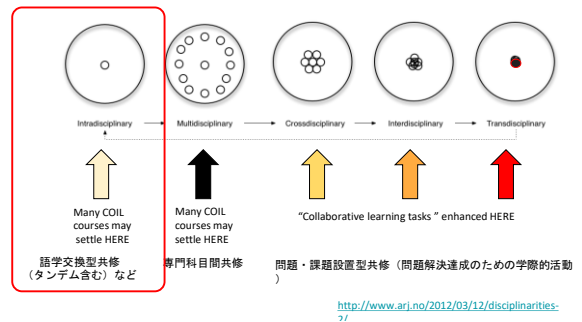 Intradisciplinary
Multidisciplinary
Crossdisciplinary
Interdisciplinary
Transdisciplinary
Many COIL
courses may
settle HERE
Many COIL
courses may
settle HERE
“Collaborative learning tasks ” enhanced HERE
語学交換型共修
（タンデム含む）など
専門科目間共修
問題・課題設置型共修（問題解決達成のための学際的活動
）
http://www.arj.no/2012/03/12/disciplinarities-
2/